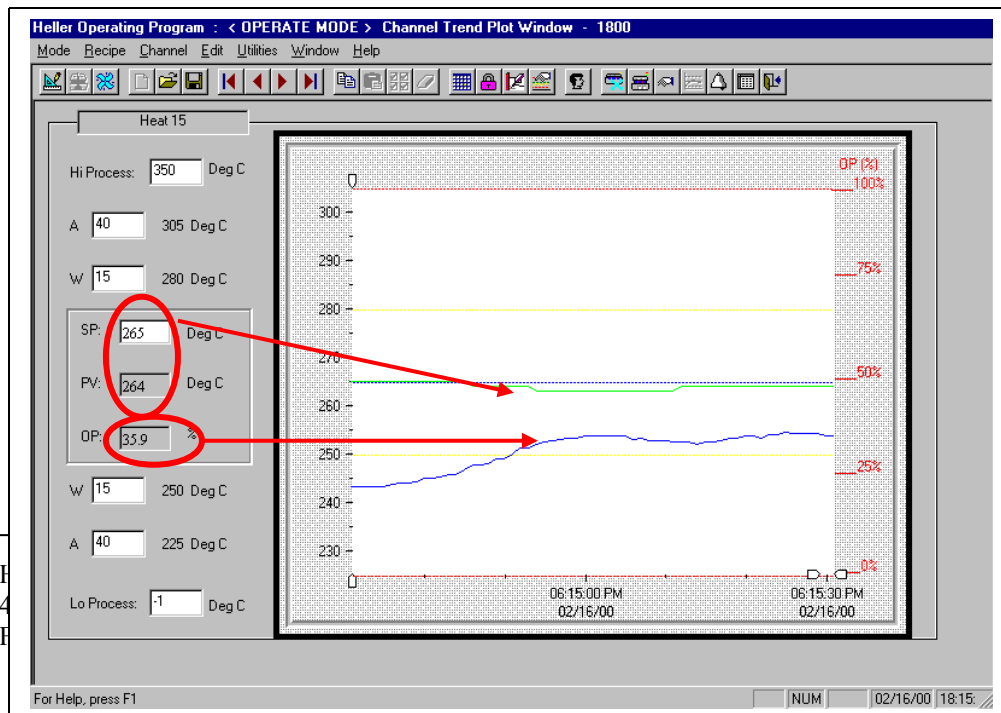 Heller Operating Program : < OPERATE MODE > Channel Trend Plot Window - 1800
Mode Recipe Channel Edit Utilities Window Help
Heat 15
Hi Process: 350 Deg C
A 40 305 Deg C
W 15 280 Deg C
SP: 265 Deg C
PV: 264 Deg C
OP: 35.9 %
W 15 250 Deg C
A 40 225 Deg C
Lo Process: -1 Deg C
OP (%)
100%
75%
50%
25%
0%
300
290
280
270
260
250
240
230
06:15:00 PM
02/16/00
06:15:30 PM
02/16/00
4
For Help, press F1
NUM
02/16/00
18:15: